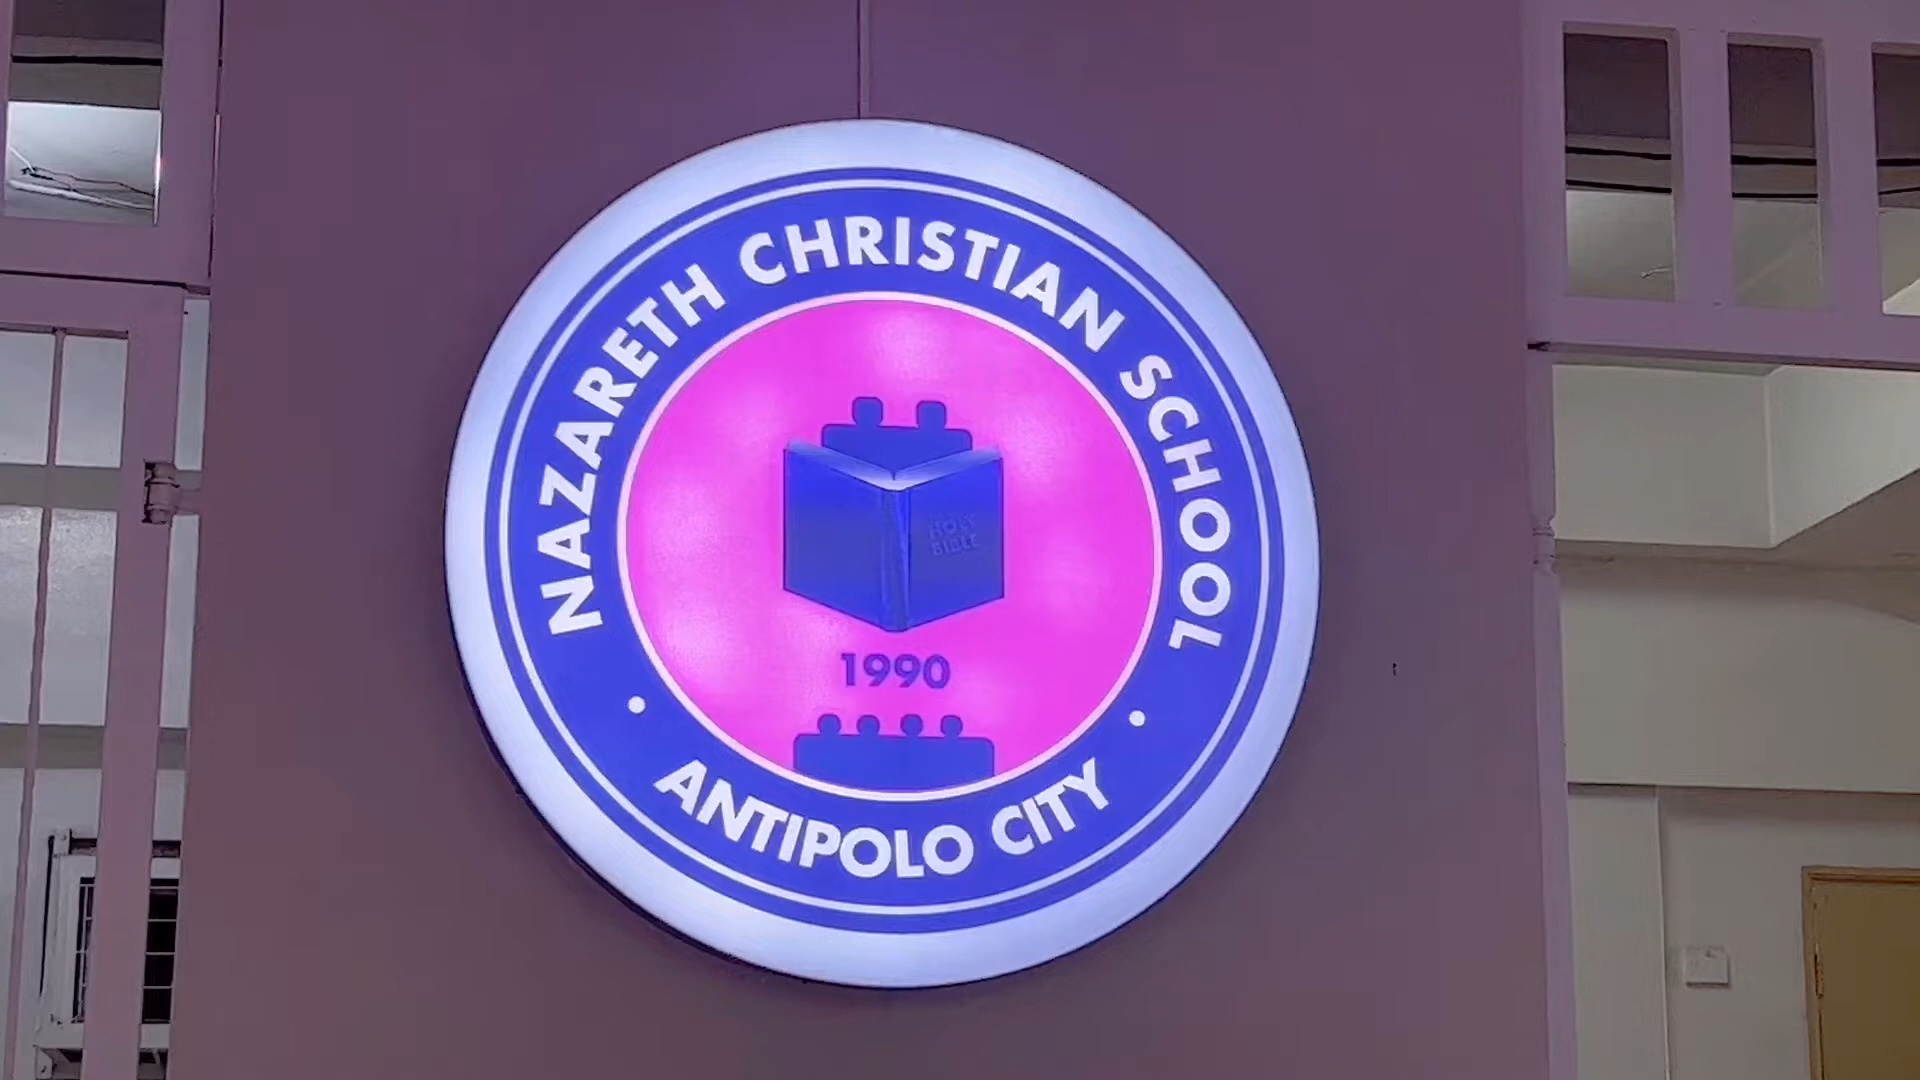 NAZARETH CHRISTIAN SCHOOL
HOLY
BIBLE
1990
ANTIPOLO CITY